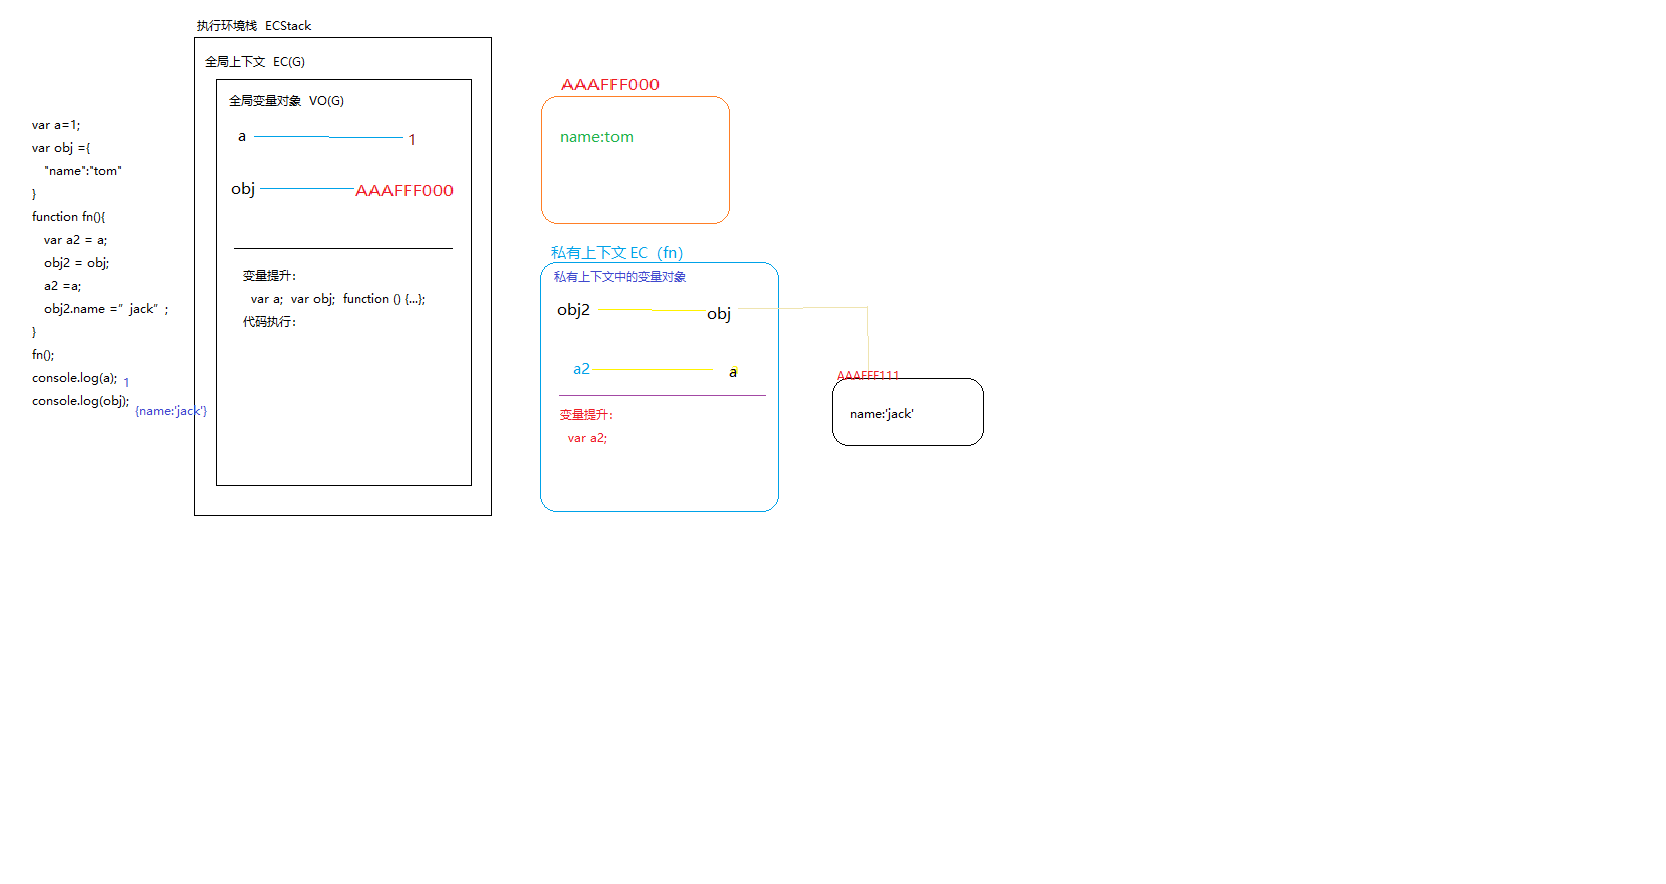 执行环境栈  ECStack
全局上下文  EC(G)
全局变量对象  VO(G)
a
1
obj
AAAFFF000
变量提升：
var a;  var obj;  function () {...};
代码执行：
var a=1;
var obj ={
"name":"tom"
}
function fn(){
var a2 = a;
obj2 = obj;
a2 =a;
obj2.name =”jack”;
}
fn();
console.log(a);
1
console.log(obj);
{name:'jack'}
AAAFFF000
name:tom
私有上下文 EC（fn）
私有上下文中的变量对象
obj2
obj
a2
a
变量提升：
var a2;
AAAFFF111
name:'jack'